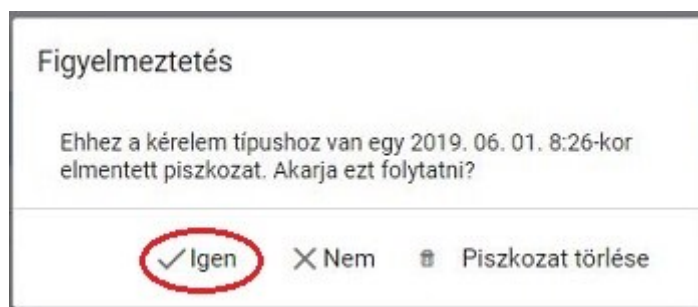 Figyelmeztetés
Ehhez a kérelem típushoz van egy 2019. 06. 01. 8:26-kor
elmentett piszkozat. Akarja ezt folytatni?
Igen Nem Piszkozat törlése